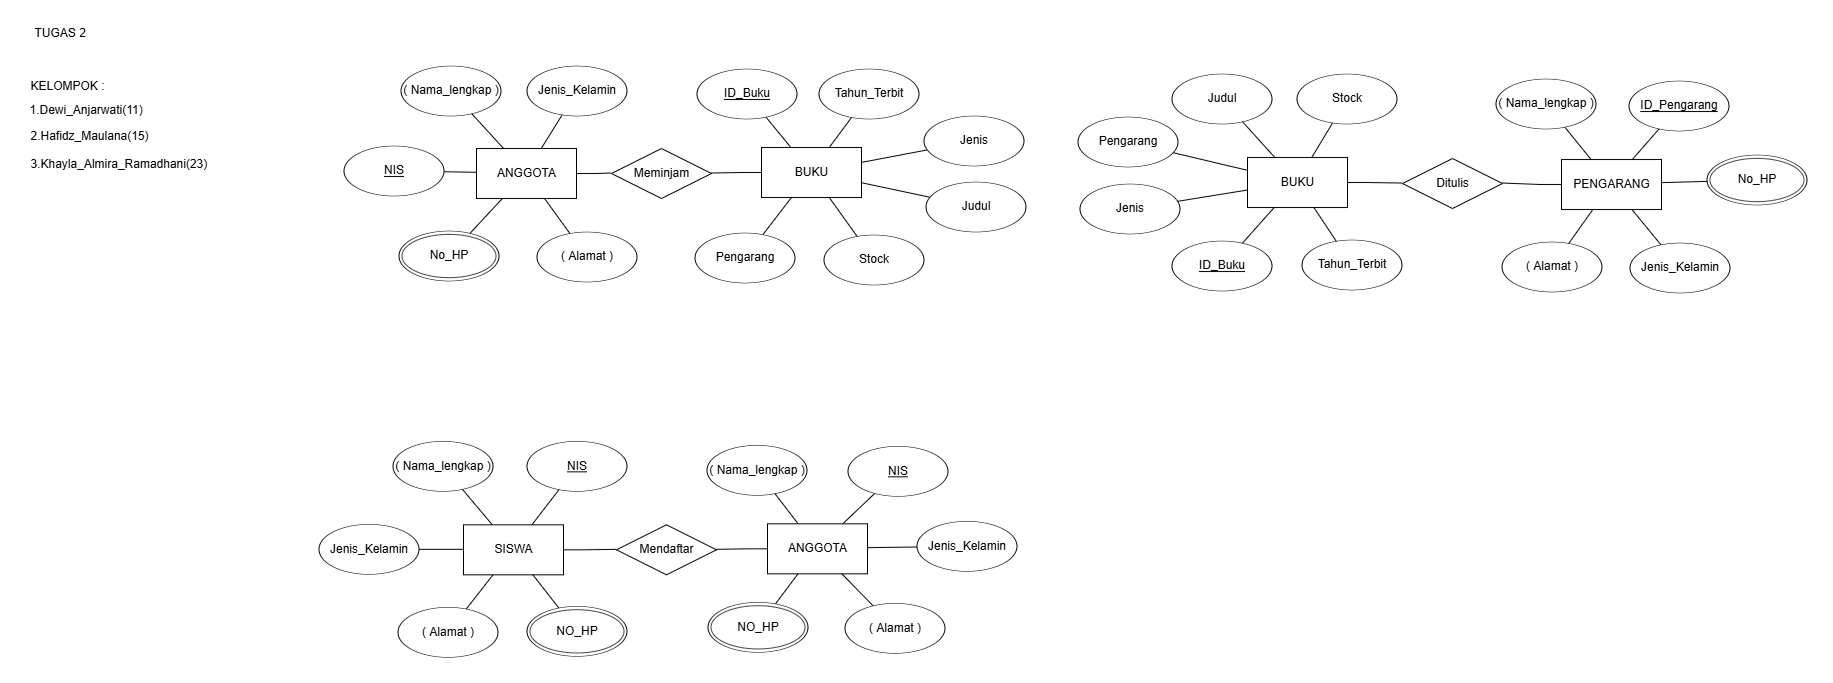 TUGAS 2
KELOMPOK :
1.Dewi_Anjarwati(11)
2.Hafidz_Maulana(15)
3.Khayla_Almira_Ramadhani(23)
( Nama_lengkap )
Jenis_Kelamin
NIS
ANGGOTA
No_HP
( Alamat )
Meminjam
ID_Buku
Tahun_Terbit
Jenis
BUKU
Judul
Pengarang
Stock
Judul
Stock
Pengarang
BUKU
Jenis
ID_Buku
Tahun_Terbit
Ditulis
( Nama_lengkap )
ID_Pengarang
No_HP
PENGARANG
( Alamat )
Jenis_Kelamin
( Nama_lengkap )
NIS
Jenis_Kelamin
SISWA
( Alamat )
NO_HP
Mendaftar
( Nama_lengkap )
NIS
ANGGOTA
Jenis_Kelamin
NO_HP
( Alamat )